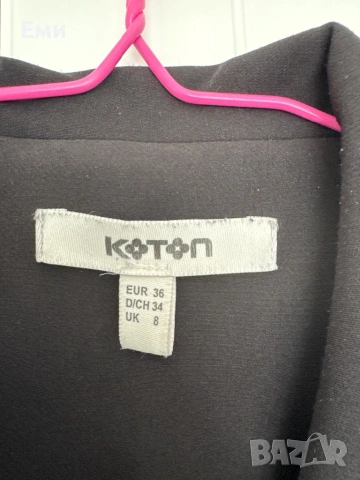 Еми
KOTON
EUR 36
D/CH 34
UK 8
BAZAR